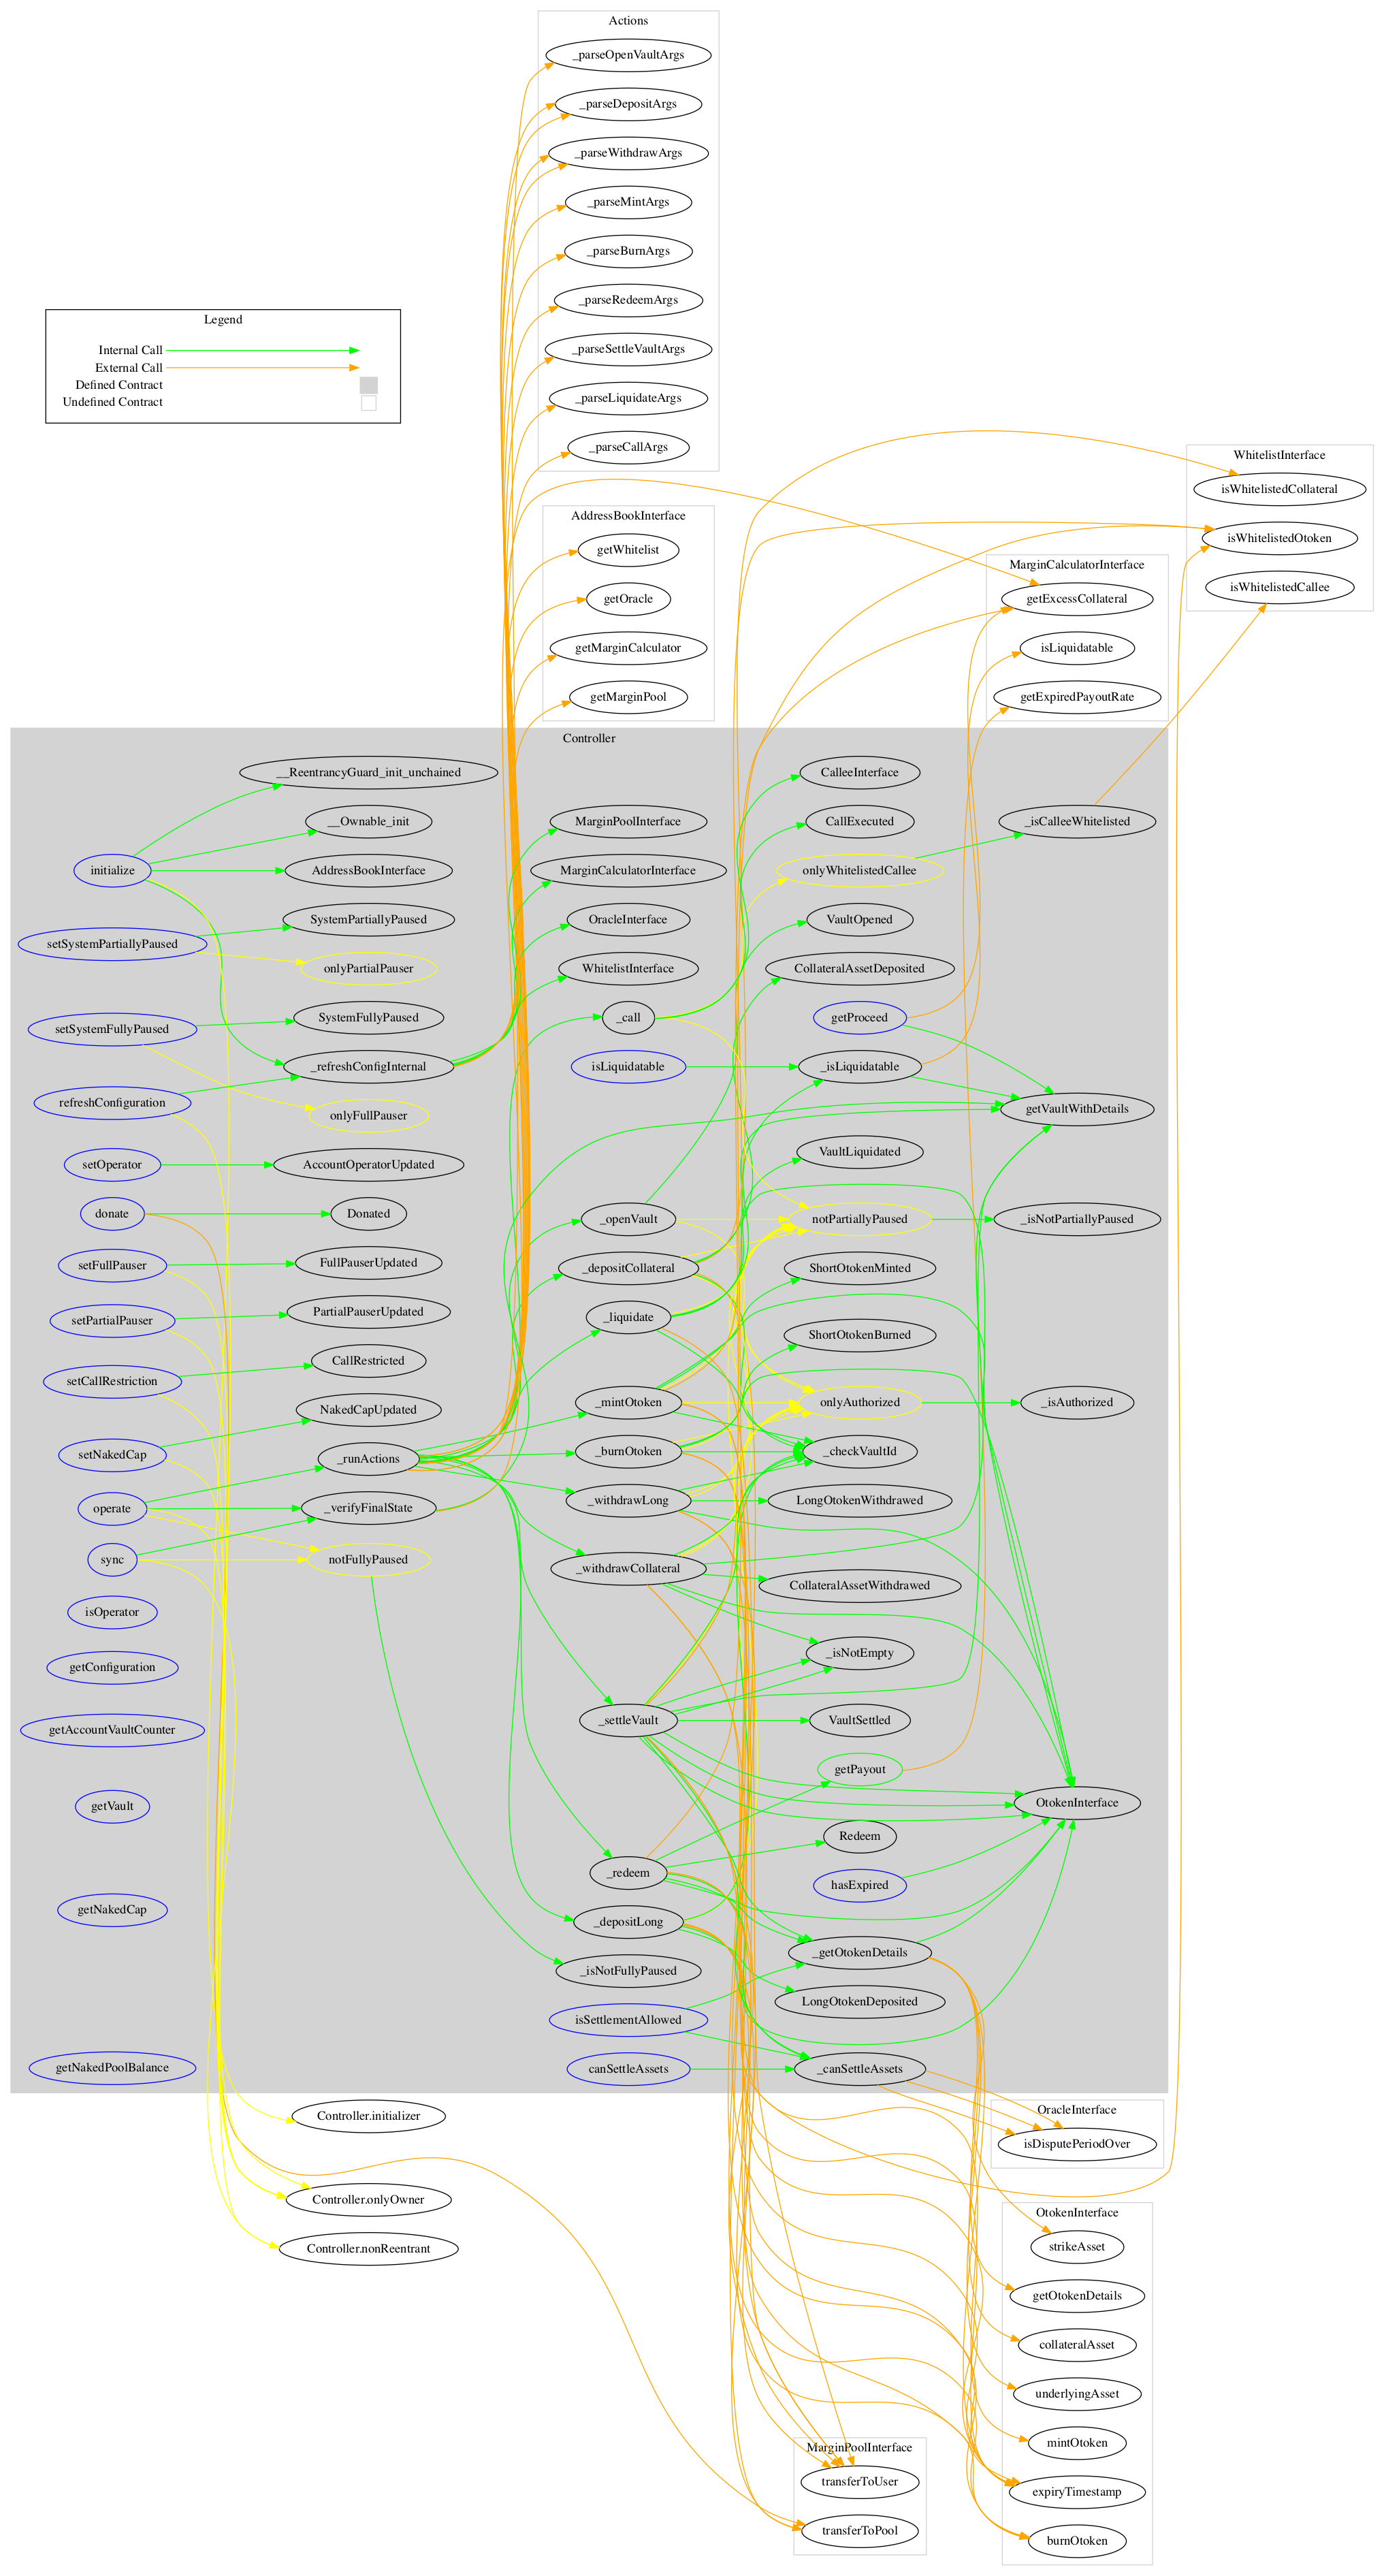 Actions
_parseOpenVaultArgs
_parseDepositArgs
_parseWithdrawArgs
_parseMintArgs
_parseBurnArgs
_parseRedeemArgs
_parseSettleVaultArgs
_parseLiquidateArgs
_parseCallArgs
Legend
Internal Call
External Call
Defined Contract
Undefined Contract
AddressBookInterface
getWhitelist
getOracle
getMarginCalculator
getMarginPool
WhitelistInterface
isWhitelistedCollateral
isWhitelistedOtoken
isWhitelistedCallee
MarginCalculatorInterface
getExcessCollateral
isLiquidatable
getExpiredPayoutRate
Controller
initialize
setSystemPartiallyPaused
setSystemFullyPaused
refreshConfiguration
setOperator
donate
setFullPauser
setPartialPauser
setCallRestriction
setNakedCap
operate
sync
isOperator
getConfiguration
getAccountVaultCounter
getVault
getNakedCap
getNakedPoolBalance
__ReentrancyGuard_init_unchained
__Ownable_init
AddressBookInterface
SystemPartiallyPaused
onlyPartialPauser
SystemFullyPaused
_refreshConfigInternal
onlyFullPauser
AccountOperatorUpdated
Donated
FullPauserUpdated
PartialPauserUpdated
CallRestricted
NakedCapUpdated
_runActions
_verifyFinalState
notFullyPaused
MarginPoolInterface
MarginCalculatorInterface
OracleInterface
WhitelistInterface
_call
isLiquidatable
_openVault
_depositCollateral
_liquidate
_mintOtoken
_burnOtoken
_withdrawLong
_withdrawCollateral
_settleVault
_redeem
_depositLong
_isNotFullyPaused
isSettlementAllowed
canSettleAssets
CalleeInterface
CallExecuted
onlyWhitelistedCallee
VaultOpened
CollateralAssetDeposited
getProceed
_isLiquidatable
VaultLiquidated
notPartiallyPaused
ShortOtokenMinted
ShortOtokenBurned
onlyAuthorized
_checkVaultId
LongOtokenWithdrawed
CollateralAssetWithdrawed
_isNotEmpty
VaultSettled
getPayout
Redeem
hasExpired
_getOtokenDetails
LongOtokenDeposited
_canSettleAssets
_isCalleeWhitelisted
getVaultWithDetails
_isNotPartiallyPaused
_isAuthorized
OtokenInterface
Controller.initializer
Controller.onlyOwner
Controller.nonReentrant
OracleInterface
isDisputePeriodOver
OtokenInterface
strikeAsset
getOtokenDetails
collateralAsset
underlyingAsset
mintOtoken
expiryTimestamp
burnOtoken
MarginPoolInterface
transferToUser
transferToPool